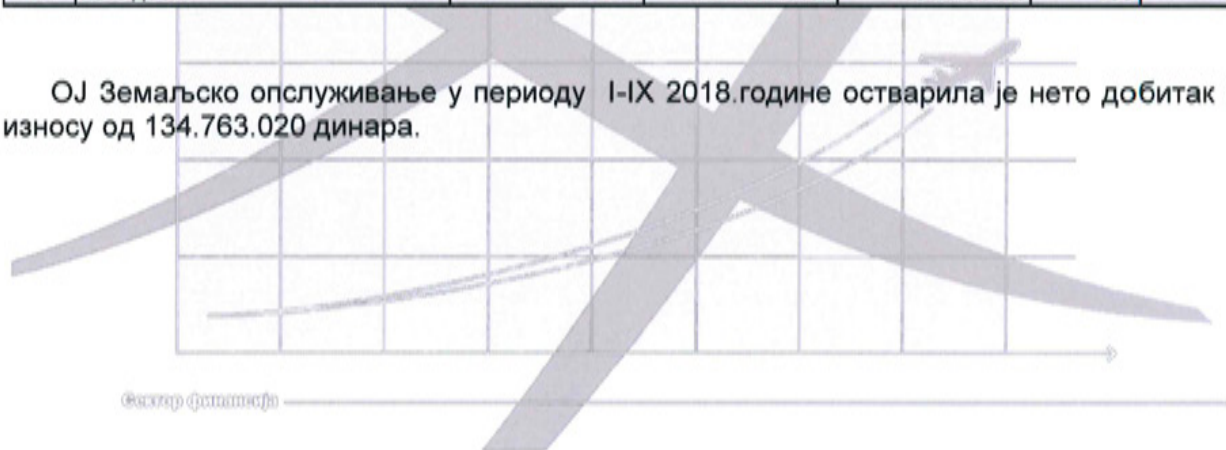 ОЈ Земаљско опслуживање у периоду I-IX 2018.године остварила је нето добитак
износу од 134.763.020 динара.
Сектор финансија